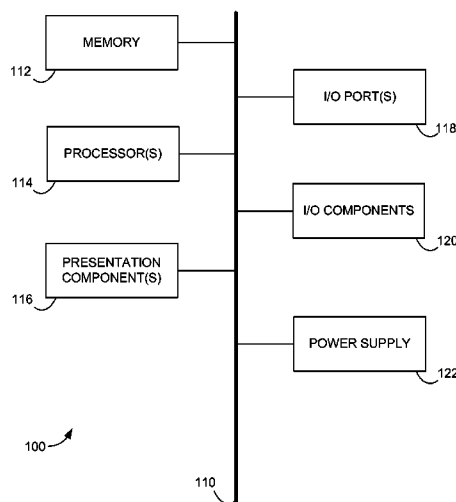 MEMORY
112
I/O PORT(S)
118
PROCESSOR(S)
114
I/O COMPONENTS
120
PRESENTATION
COMPONENT(S)
116
POWER SUPPLY
122
100
110